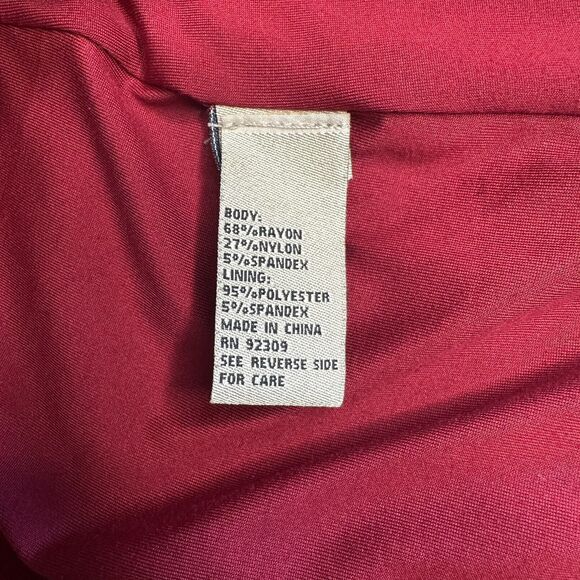 BODY:
68%RAYON
27%NYLON
5%SPANDEX
LINING:
95%POLYESTER
5%SPANDEX
MADE IN CHINA
RN 92309
SEE REVERSE SIDE
FOR CARE